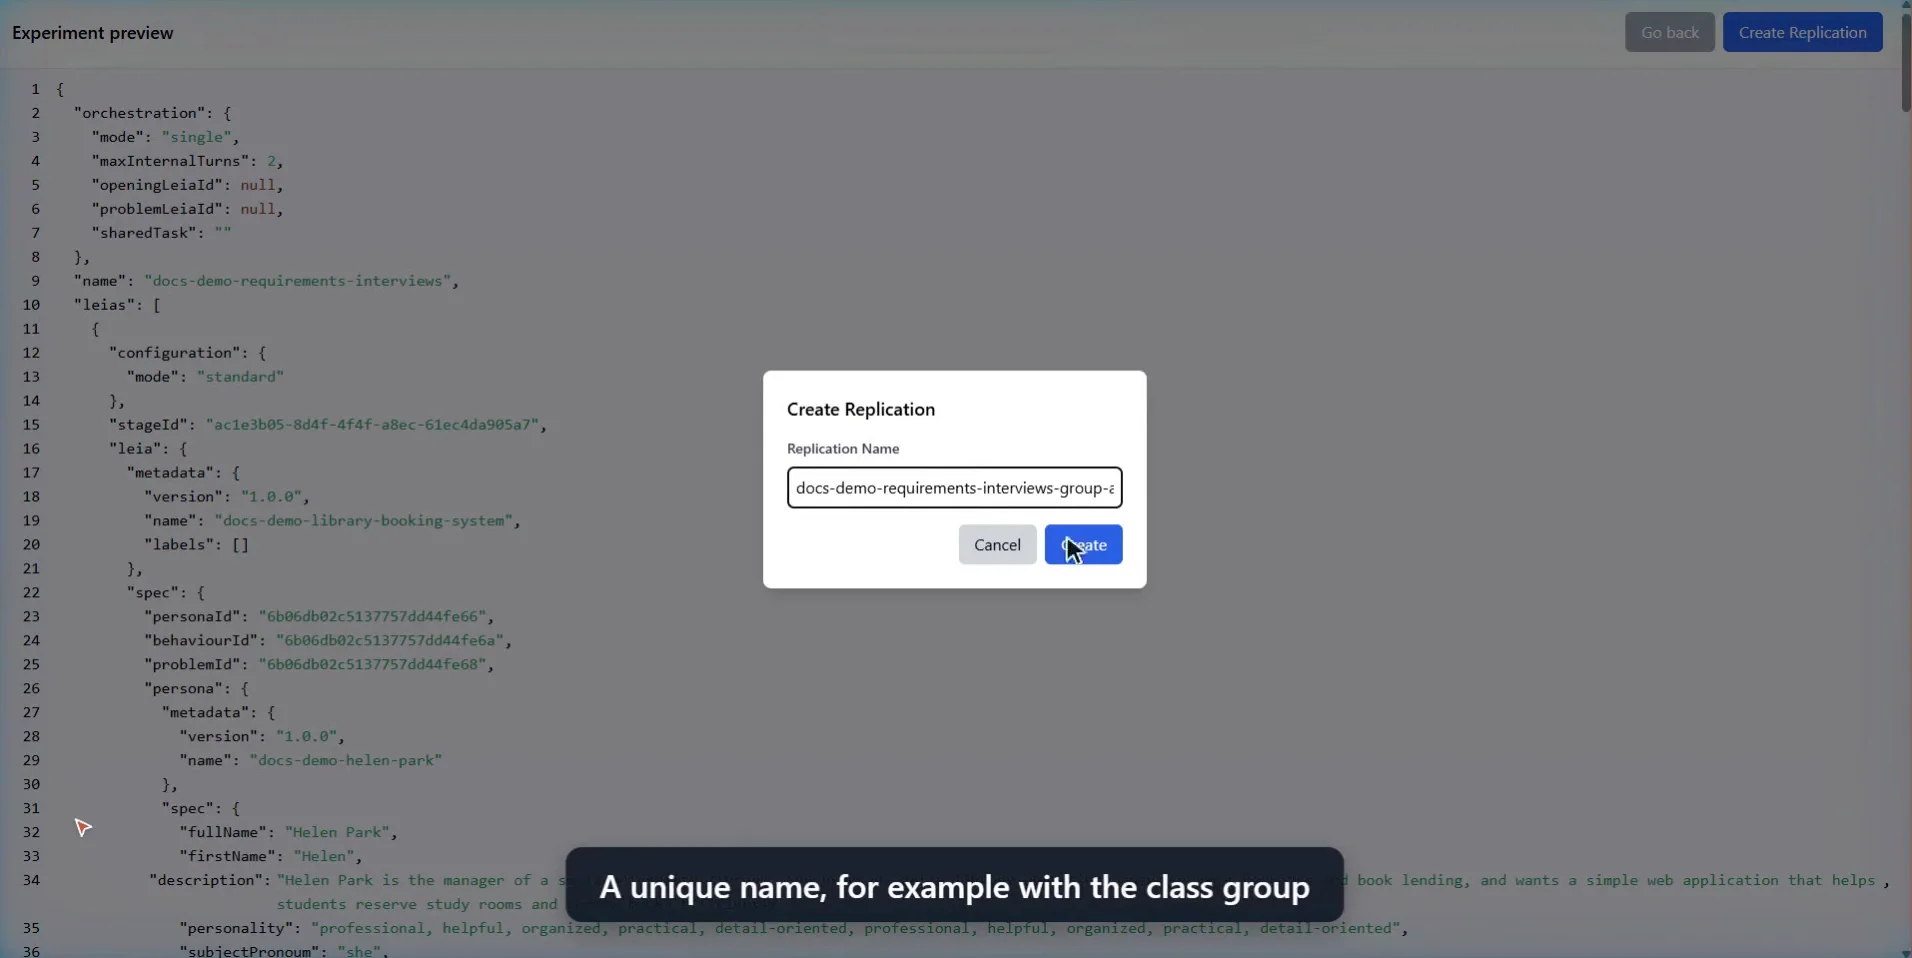 Experiment preview
Go back
Create Replication
1 {
2 "orchestration": {
3 "mode": "single",
4 "maxInternalTurns": 2,
5 "openingLeiaId": null,
6 "problemLeiaId": null,
7 "sharedTask": ""
8 },
9 "name": "docs-demo-requirements-interviews",
10 "leias": [
11 {
12 "configuration": {
13 "mode": "standard"
14 },
15 "stageId": "ac1e3b05-8d4f-4f4f-a8ec-61ec4da905a7",
16 "leia": {
17 "metadata": {
18 "version": "1.0.0",
19 "name": "docs-demo-library-booking-system",
20 "labels": []
21 },
22 "spec": {
23 "personaId": "6b06db02c5137757dd44fe66",
24 "behaviourId": "6b06db02c5137757dd44fe6a",
25 "problemId": "6b06db02c5137757dd44fe68",
26 "persona": {
27 "metadata": {
28 "version": "1.0.0",
29 "name": "docs-demo-helen-park"
30 },
31 "spec": {
32 "fullName": "Helen Park",
33 "firstName": "Helen",
34 "description": "Helen Park is the manager of a book lending, and wants a simple web application that helps ,
students reserve study rooms and
35 "personality": "professional, helpful, organized, practical, detail-oriented, professional, helpful, organized, practical, detail-oriented",
36 "subjectPronoum": "she",
Create Replication
Replication Name
docs-demo-requirements-interviews-group-a
Cancel
Create
A unique name, for example with the class group